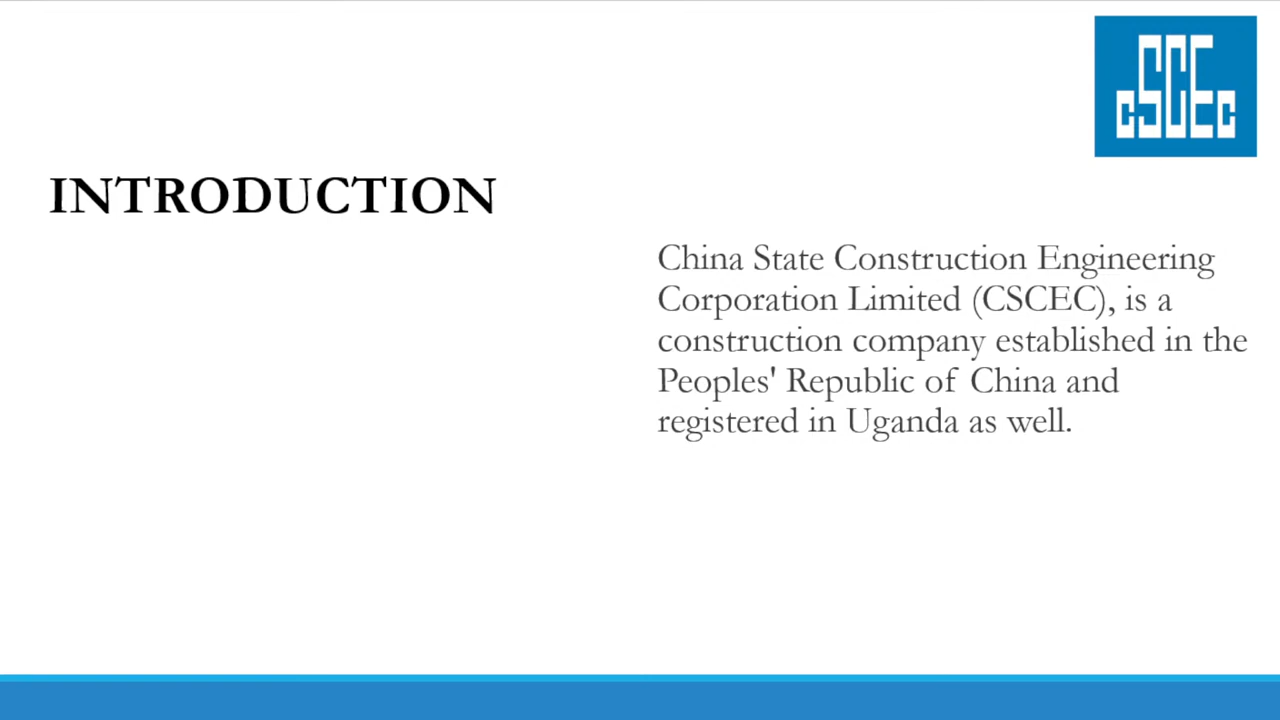 cSCEc
INTRODUCTION
China State Construction Engineering
Corporation Limited (CSCEC), is a
construction company established in the
Peoples' Republic of China and
registered in Uganda as well.